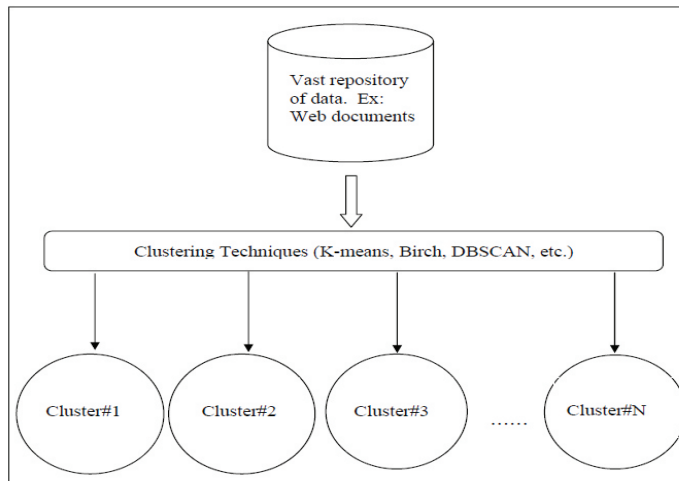 Vast repository
of data.  Ex:
Web documents
Clustering Techniques (K-means, Birch, DBSCAN, etc.)
Cluster#1
Cluster#2
Cluster#3
......
Cluster#N